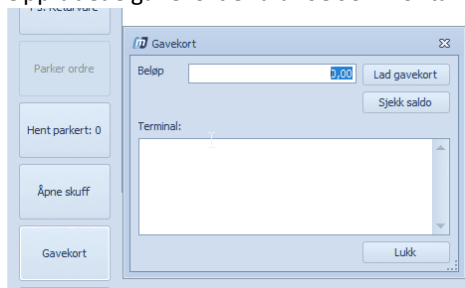 Gavekort
Parker ordre
Beløp
0,00
Lad gavekort
Sjekk saldo
Hent parkert: 0
Terminal:
Åpne skuff
Gavekort
Lukk